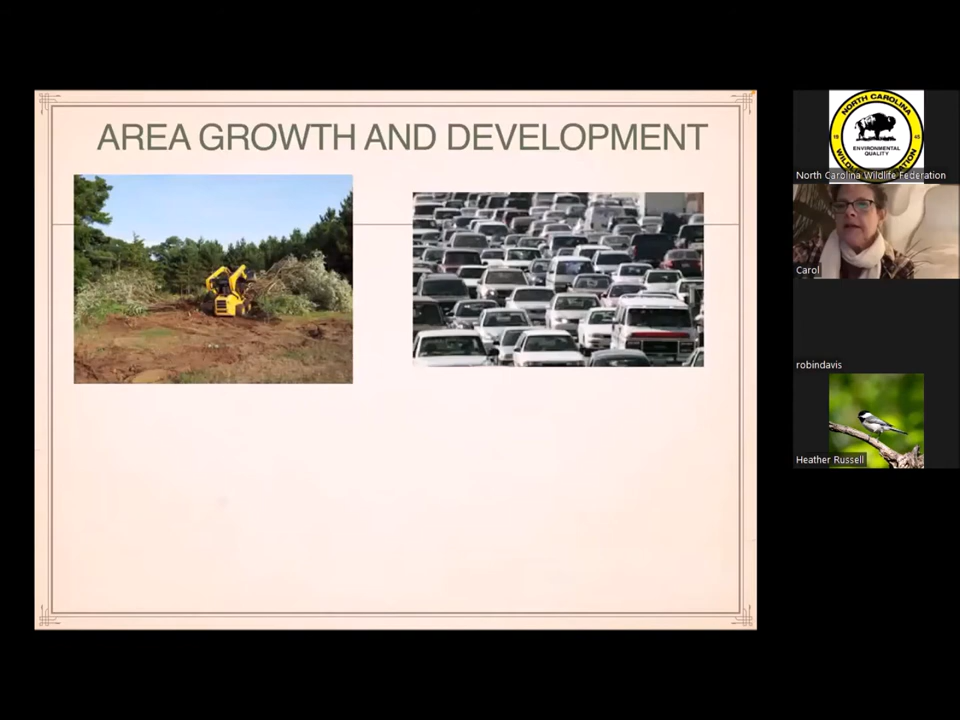 AREA GROWTH AND DEVELOPMENT
NORTH CAROLINA
ENVIRONMENTAL
QUALITY
North Carolina Wildlife Federation
Carol
robindavis
Heather Russell